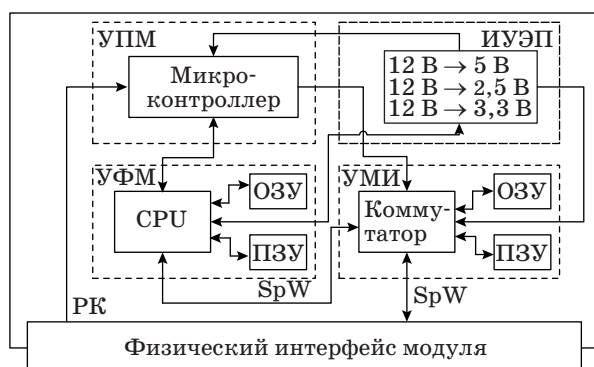 УПМ
ИУЭП
Микро-
контроллер
12 В → 5 В
12 В → 2,5 В
12 В → 3,3 В
УФМ
ОЗУ
CPU
ПЗУ
УМИ
ОЗУ
Комму-
татор
ПЗУ
SpW
SpW
РК
Физический интерфейс модуля